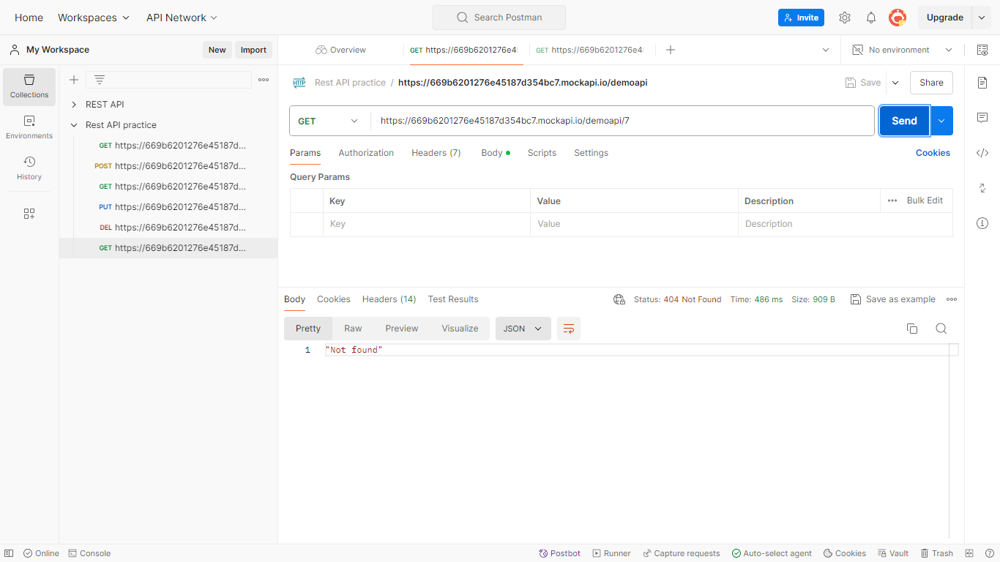 Home Workspaces API Network Search Postman Invite Upgrade
My Workspace New Import
Overview GET https://669b6201276e4 GET https://669b6201276e4 No environment
Collections
Environments
History
REST API
Rest API practice
GET https://669b6201276e45187d...
POST https://669b6201276e45187d...
GET https://669b6201276e45187d...
PUT https://669b6201276e45187d...
DEL https://669b6201276e45187d...
GET https://669b6201276e45187d...
HTTP Rest API practice / https://669b6201276e45187d354bc7.mockapi.io/demoapi Save Share
GET https://669b6201276e45187d354bc7.mockapi.io/demoapi/7 Send
Params Authorization Headers (7) Body Scripts Settings Cookies
Query Params
Key Value Description Bulk Edit
Key Value Description
Body Cookies Headers (14) Test Results Status: 404 Not Found Time: 486 ms Size: 909 B Save as example
Pretty Raw Preview Visualize JSON
1 "Not found"
Online Console Postbot Runner Capture requests Auto-select agent Cookies Vault Trash